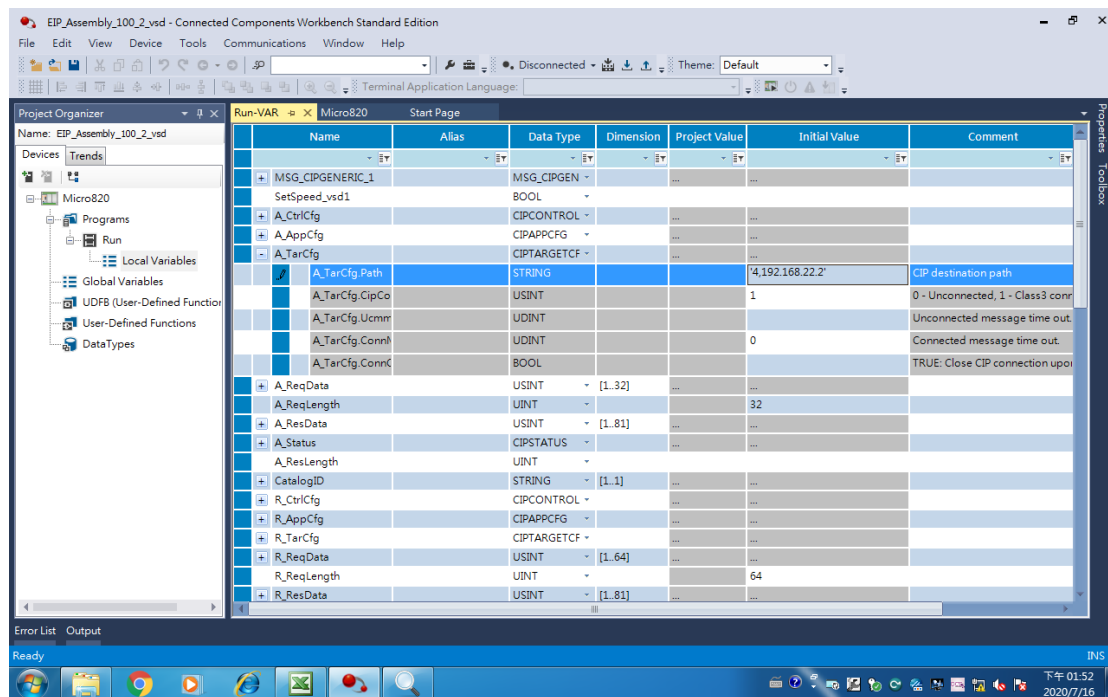 EIP_Assembly_100_2_vsd - Connected Components Workbench Standard Edition
File Edit View Device Tools Communications Window Help
Disconnected Theme: Default
Terminal Application Language:
Project Organizer
Name: EIP_Assembly_100_2_vsd
Devices Trends
Micro820
Programs
Run
Local Variables
Global Variables
UDFB (User-Defined Function
User-Defined Functions
DataTypes
Run-VAR Micro820 Start Page
Name Alias Data Type Dimension Project Value Initial Value Comment
MSG_CIPGENERIC_1 MSG_CIPGEN ... ...
SetSpeed_vsd1 BOOL
A_CtrlCfg CIPCONTROL ... ...
A_AppCfg CIPAPPCFG ... ...
A_TarCfg CIPTARGETCF ... ...
A_TarCfg.Path STRING '4,192.168.22.2' CIP destination path
A_TarCfg.CipCo USINT 1 0 - Unconnected, 1 - Class3 conr
A_TarCfg.Ucmm UDINT Unconnected message time out.
A_TarCfg.ConnM UDINT 0 Connected message time out.
A_TarCfg.ConnC BOOL TRUE: Close CIP connection upon
A_ReqData USINT [1..32] ... ...
A_ReqLength UINT 32
A_ResData USINT [1..81] ... ...
A_Status CIPSTATUS ... ...
A_ResLength UINT
CatalogID STRING [1..1] ... ...
R_CtrlCfg CIPCONTROL ... ...
R_AppCfg CIPAPPCFG ... ...
R_TarCfg CIPTARGETCF ... ...
R_ReqData USINT [1..64] ... ...
R_ReqLength UINT 64
R_ResData USINT [1..81] ... ...
Properties
Toolbox
Error List Output
Ready INS
下午 01:52
2020/7/16